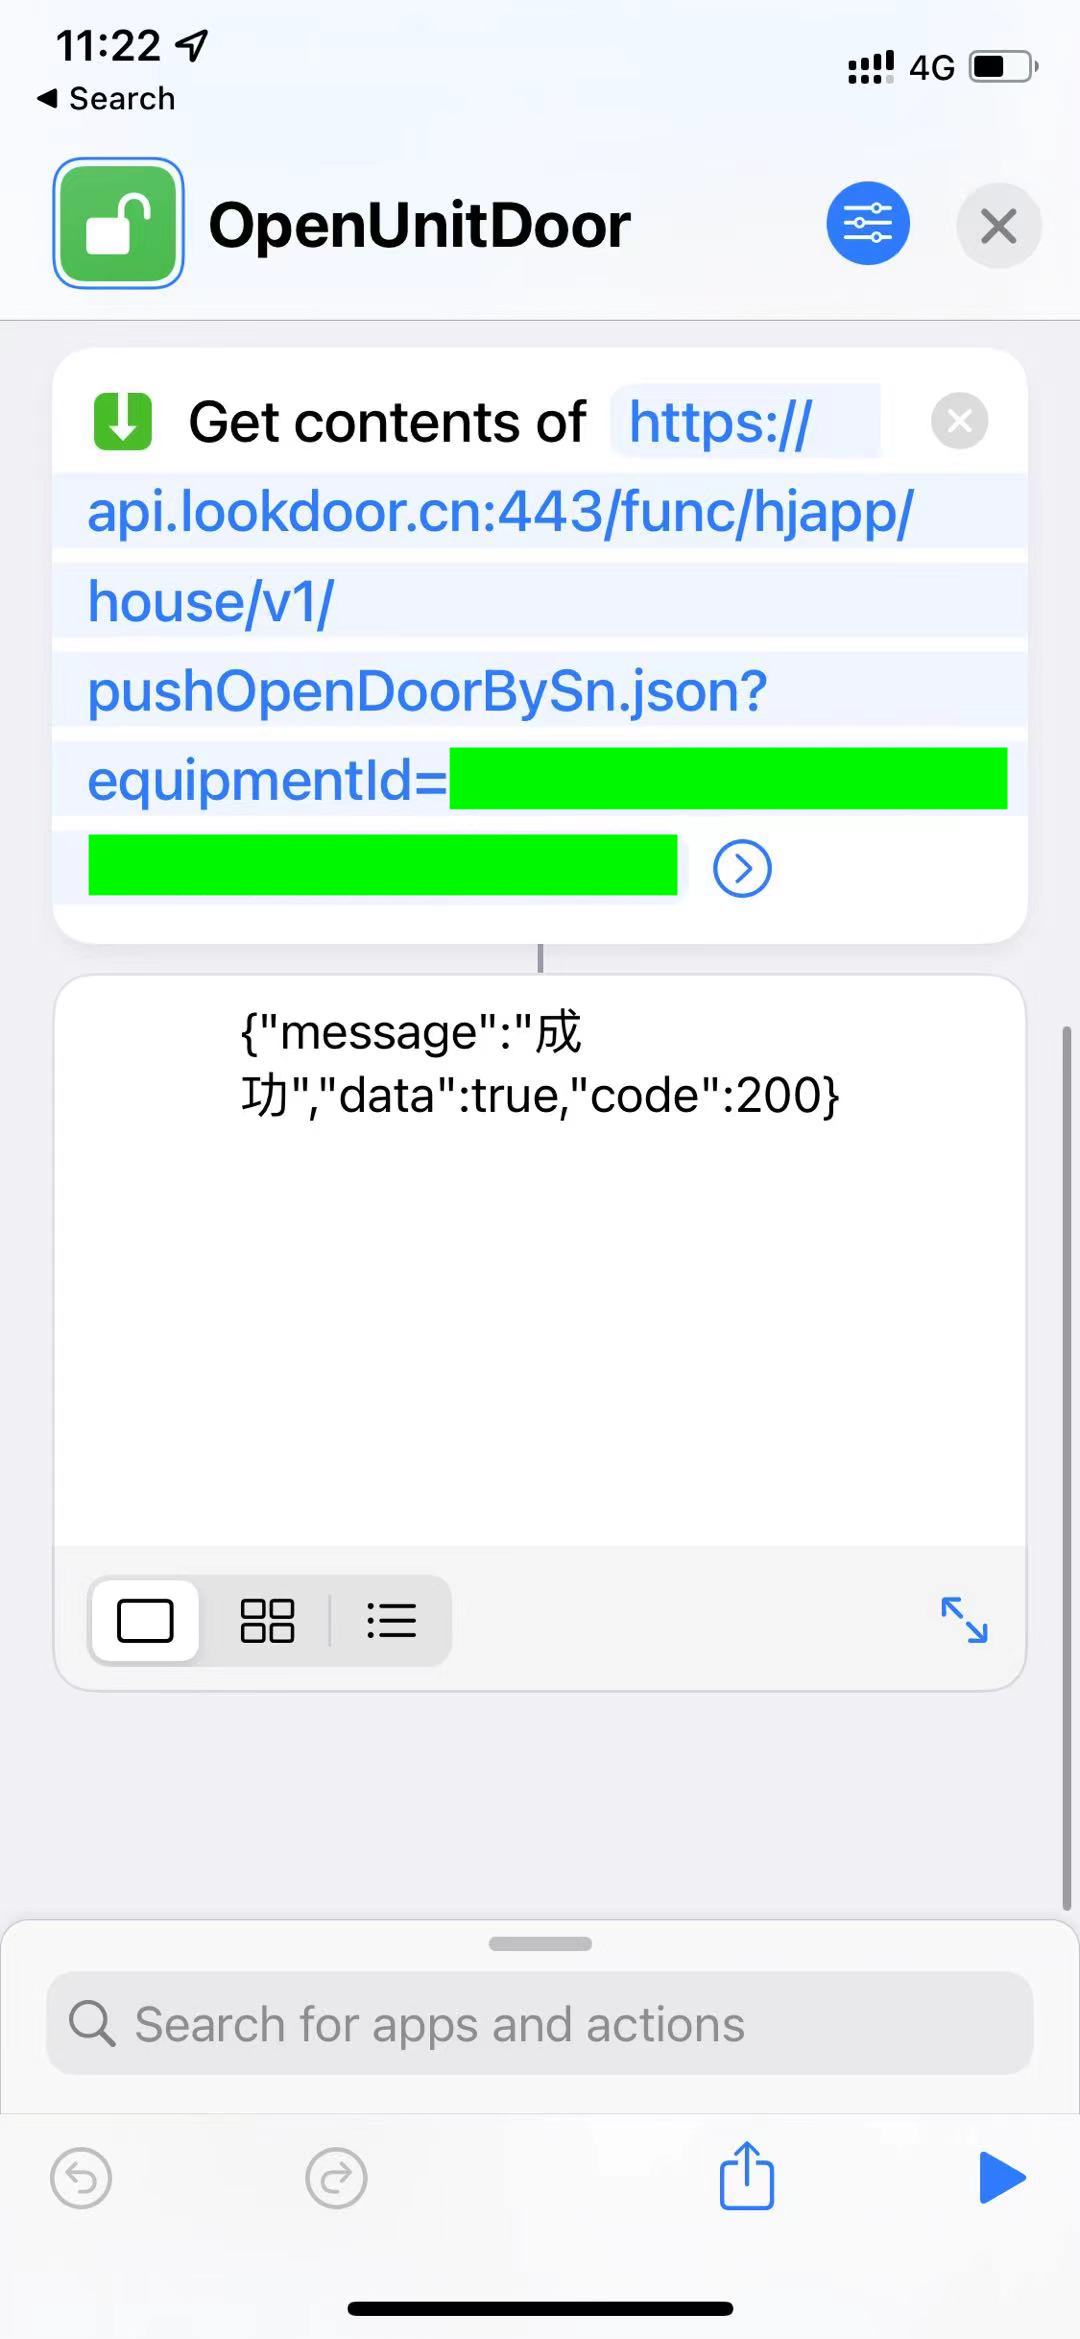 11:22
4G
◀ Search
OpenUnitDoor
Get contents of https://
api.lookdoor.cn:443/func/hjapp/
house/v1/
pushOpenDoorBySn.json?
equipmentId=
{"message":"成
功","data":true,"code":200}
Search for apps and actions